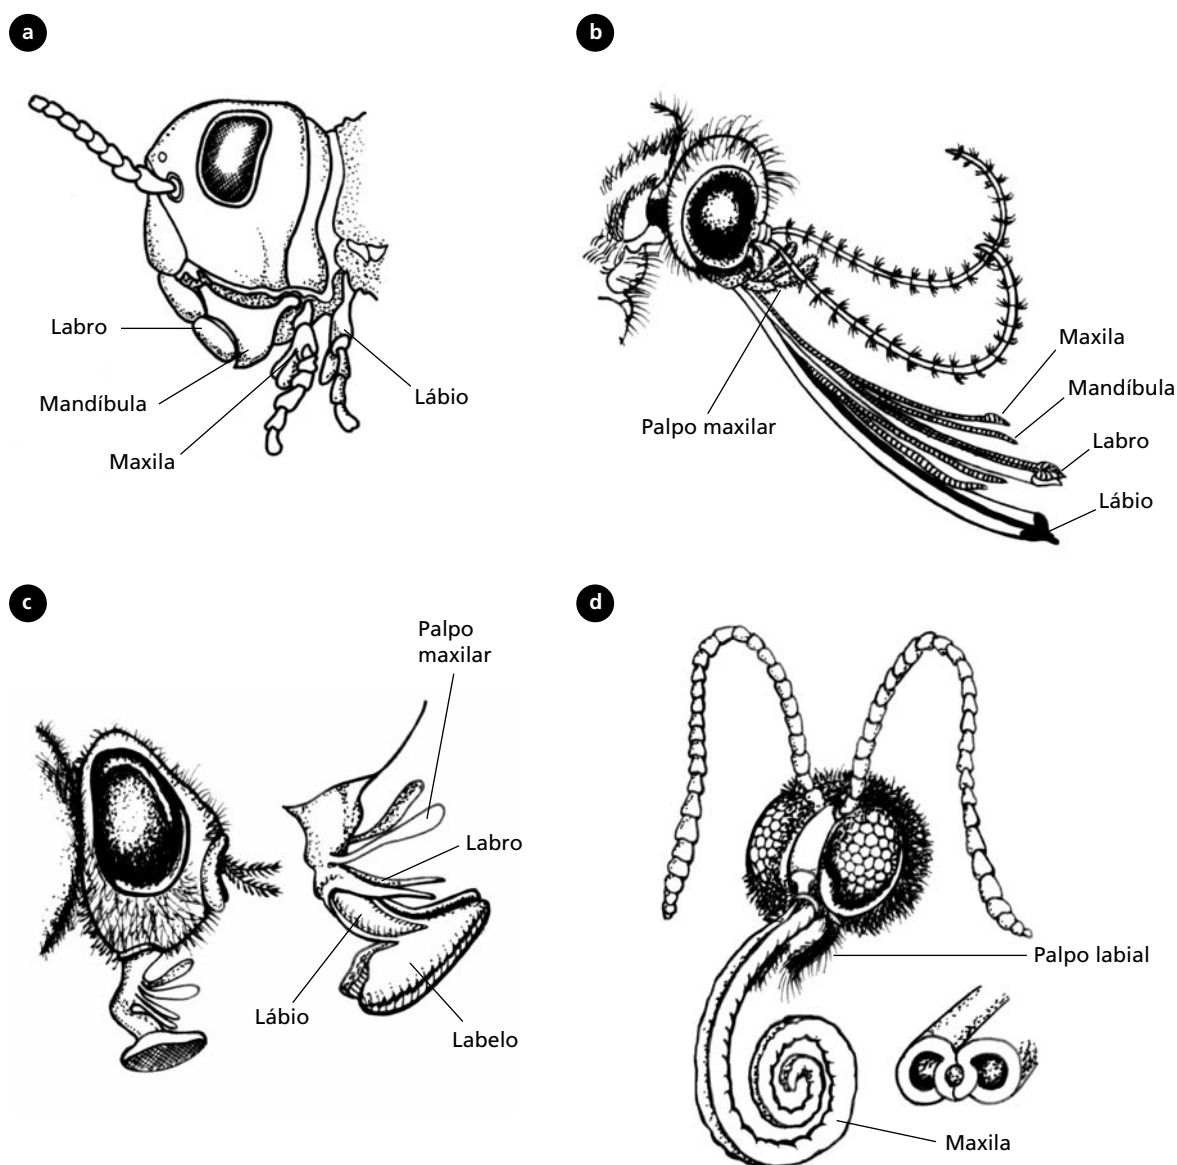 a
Labro
Mandíbula
Maxila
Lábio
b
Maxila
Mandíbula
Palpo maxilar
Labro
Lábio
c
Palpo
maxilar
Labro
Lábio
Labelo
d
Palpo labial
Maxila